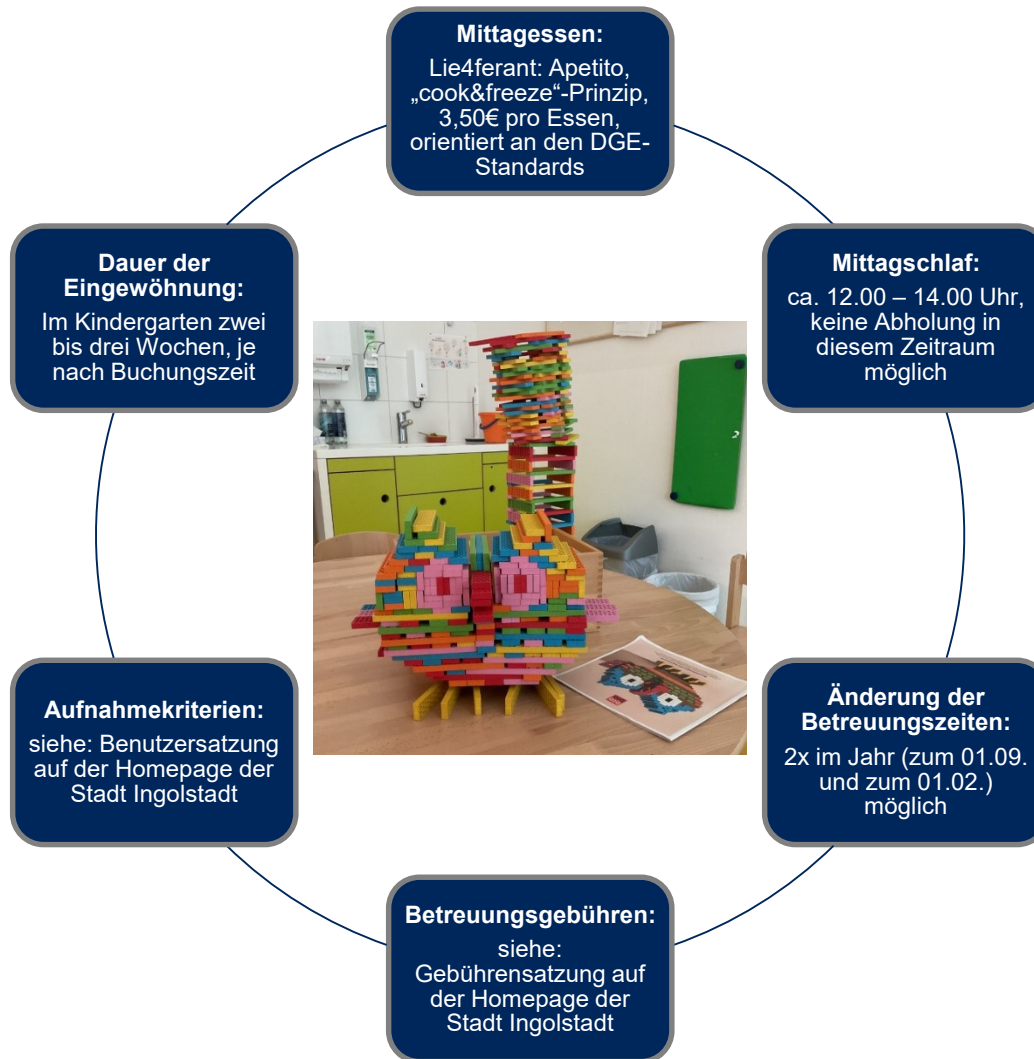 Mittagessen:
Lie4ferant: Apetito,
„cook&freeze“-Prinzip,
3,50€ pro Essen,
orientiert an den DGE-
Standards
Mittagschlaf:
ca. 12.00 – 14.00 Uhr,
keine Abholung in
diesem Zeitraum
möglich
Änderung der
Betreuungszeiten:
2x im Jahr (zum 01.09.
und zum 01.02.)
möglich
Betreuungsgebühren:
siehe:
Gebührensatzung auf
der Homepage der
Stadt Ingolstadt
Aufnahmekriterien:
siehe: Benutzersatzung
auf der Homepage der
Stadt Ingolstadt
Dauer der
Eingewöhnung:
Im Kindergarten zwei
bis drei Wochen, je
nach Buchungszeit